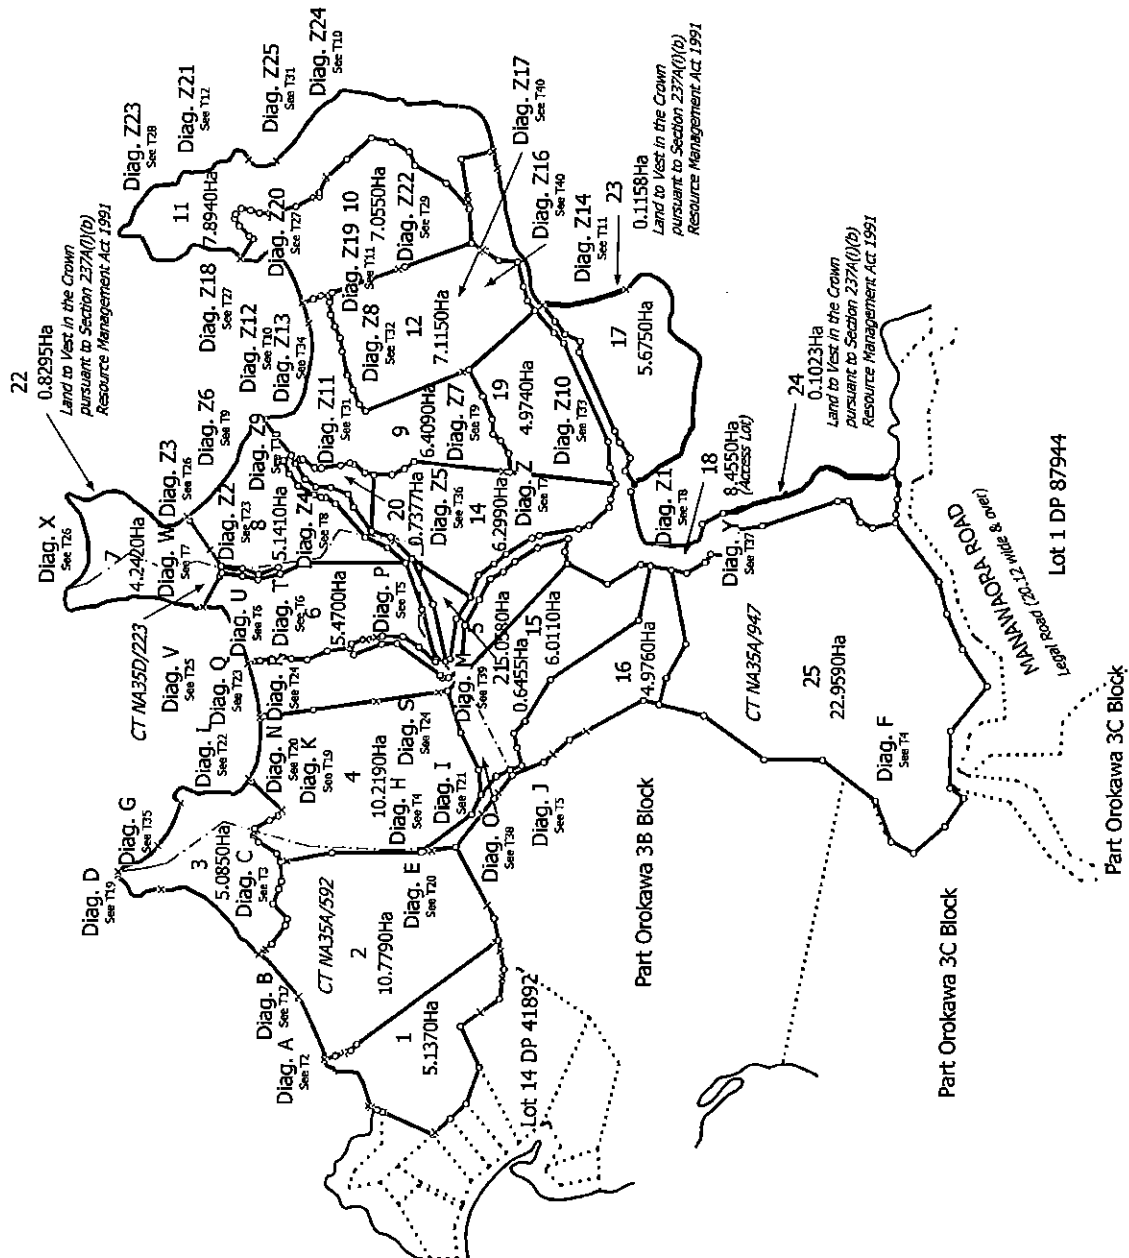 Diag. X
See T26
22
0.8295Ha
Land to Vest in the Crown
pursuant to Section 237A(i)(b)
Resource Management Act 1991
Diag. Z23
See T28
Diag. Z21
See T12
Diag. Z25
See T31
Diag. Z24
See T10
11
7.8940Ha
Diag. Z20
See T27
10
7.0550Ha
Diag. Z22
See T29
Diag. Z17
See T40
Diag. Z16
See T40
Diag. Z14
See T11
23
0.1158Ha
Land to Vest in the Crown
pursuant to Section 237A(i)(b)
Resource Management Act 1991
Diag. Z18
See T27
Diag. Z19
See T11
Diag. Z12
See T10
Diag. Z13
See T34
Diag. Z8
See T32
12
7.1150Ha
17
5.6750Ha
Diag. Z3
See T26
Diag. Z6
See T9
Diag. Z9
Diag. Z11
See T31
9
6.4090Ha
Diag. Z7
See T9
19
4.9740Ha
Diag. Z10
See T33
24
0.1023Ha
Land to Vest in the Crown
pursuant to Section 237A(i)(b)
Resource Management Act 1991
7
4.2420Ha
Diag. W
See T7
Diag. Z2
See T23
8
5.1410Ha
Diag. Z4
See T8
20
0.7377Ha
Diag. Z5
See T36
14
6.2990Ha
Diag. Z
Diag. Z1
See T8
18
8.4550Ha
(Access Lot)
Diag. Y
See T37
CT NA35D/223
Diag. V
See T25
Diag. U
See T6
Diag. T
See T6
6
5.4700Ha
Diag. P
See T5
Diag. Q
See T23
Diag. R
See T24
Diag. S
See T24
Diag. M
See T39
21
0.6455Ha
15
6.0110Ha
16
4.9760Ha
CT NA35A/947
25
22.9590Ha
MANAWAORA ROAD
Legal Road (20.12 wide & over)
Lot 1 DP 87944
Diag. L
See T22
Diag. N
See T20
Diag. K
See T19
4
10.2190Ha
Diag. H
See T4
Diag. I
See T21
Diag. O
See T38
Diag. J
See T5
Diag. F
See T4
Diag. D
See T19
Diag. G
See T35
3
5.0850Ha
Diag. C
See T3
Diag. E
See T20
CT NA35A/592
2
10.7790Ha
Diag. B
See T17
Diag. A
See T2
1
5.1370Ha
Lot 14 DP 41892
Part Orokawa 3B Block
Part Orokawa 3C Block
Part Orokawa 3C Block